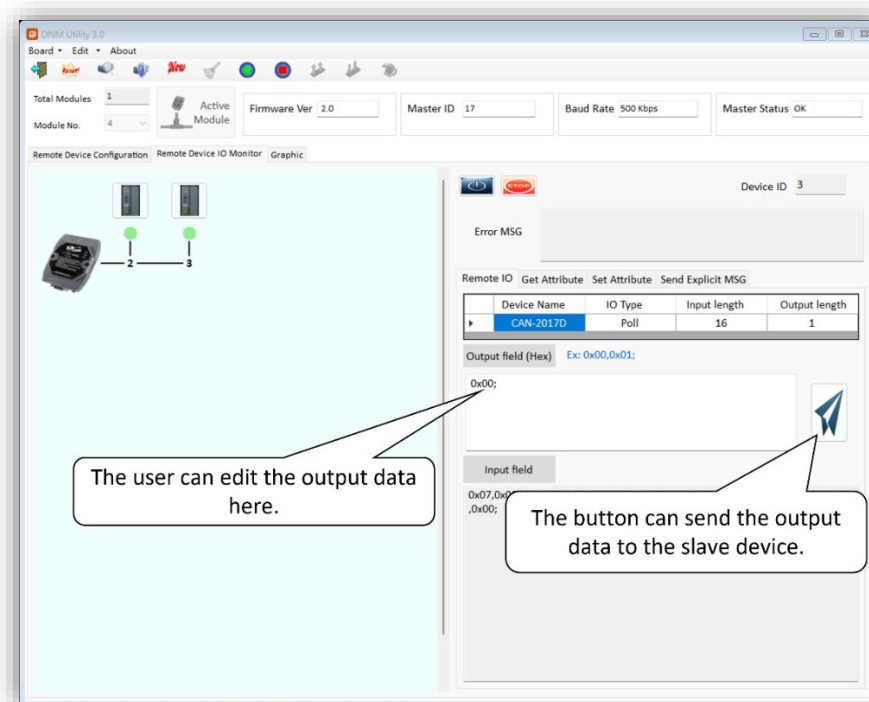 DNM Utility 3.0
Board Edit About
Reset! New
Total Modules 1
Module No. 4
Active Module
Firmware Ver 2.0
Master ID 17
Baud Rate 500 Kbps
Master Status OK
Remote Device Configuration Remote Device IO Monitor Graphic
2 3
STOP
Device ID 3
Error MSG
Remote IO Get Attribute Set Attribute Send Explicit MSG
Device Name IO Type Input length Output length
CAN-2017D Poll 16 1
Output field (Hex) Ex: 0x00,0x01;
0x00;
The user can edit the output data
here.
Input field
0x07,
,0x00;
The button can send the output
data to the slave device.